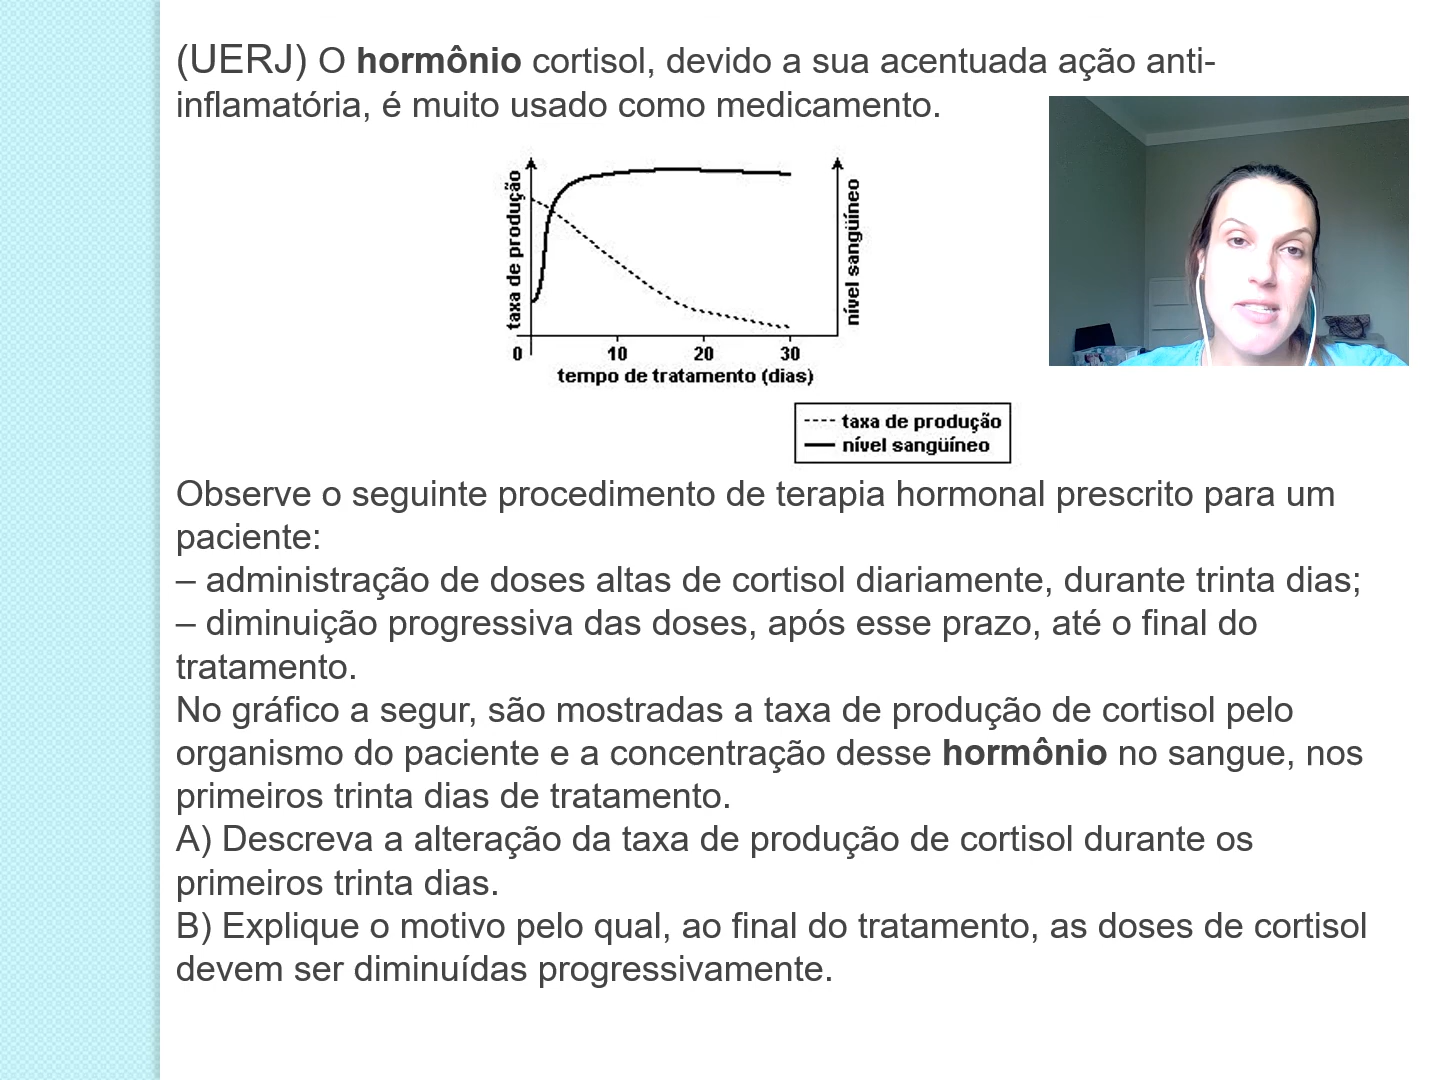 (UERJ) O hormônio cortisol, devido a sua acentuada ação anti-
inflamatória, é muito usado como medicamento.
taxa de produção
nível sangüíneo
0 10 20 30
tempo de tratamento (dias)
taxa de produção
nível sangüíneo
Observe o seguinte procedimento de terapia hormonal prescrito para um
paciente:
– administração de doses altas de cortisol diariamente, durante trinta dias;
– diminuição progressiva das doses, após esse prazo, até o final do
tratamento.
No gráfico a segur, são mostradas a taxa de produção de cortisol pelo
organismo do paciente e a concentração desse hormônio no sangue, nos
primeiros trinta dias de tratamento.
A) Descreva a alteração da taxa de produção de cortisol durante os
primeiros trinta dias.
B) Explique o motivo pelo qual, ao final do tratamento, as doses de cortisol
devem ser diminuídas progressivamente.